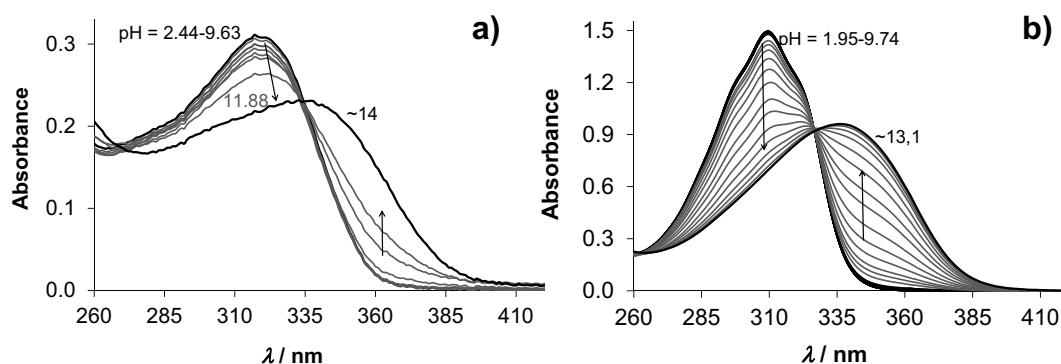 a)
pH = 2.44-9.63
11.88
~14
Absorbance
0.3
0.2
0.1
0.0
260 285 310 335 360 385 410
λ / nm
b)
pH = 1.95-9.74
~13,1
Absorbance
1.5
1.2
0.9
0.6
0.3
0.0
260 285 310 335 360 385 410
λ / nm